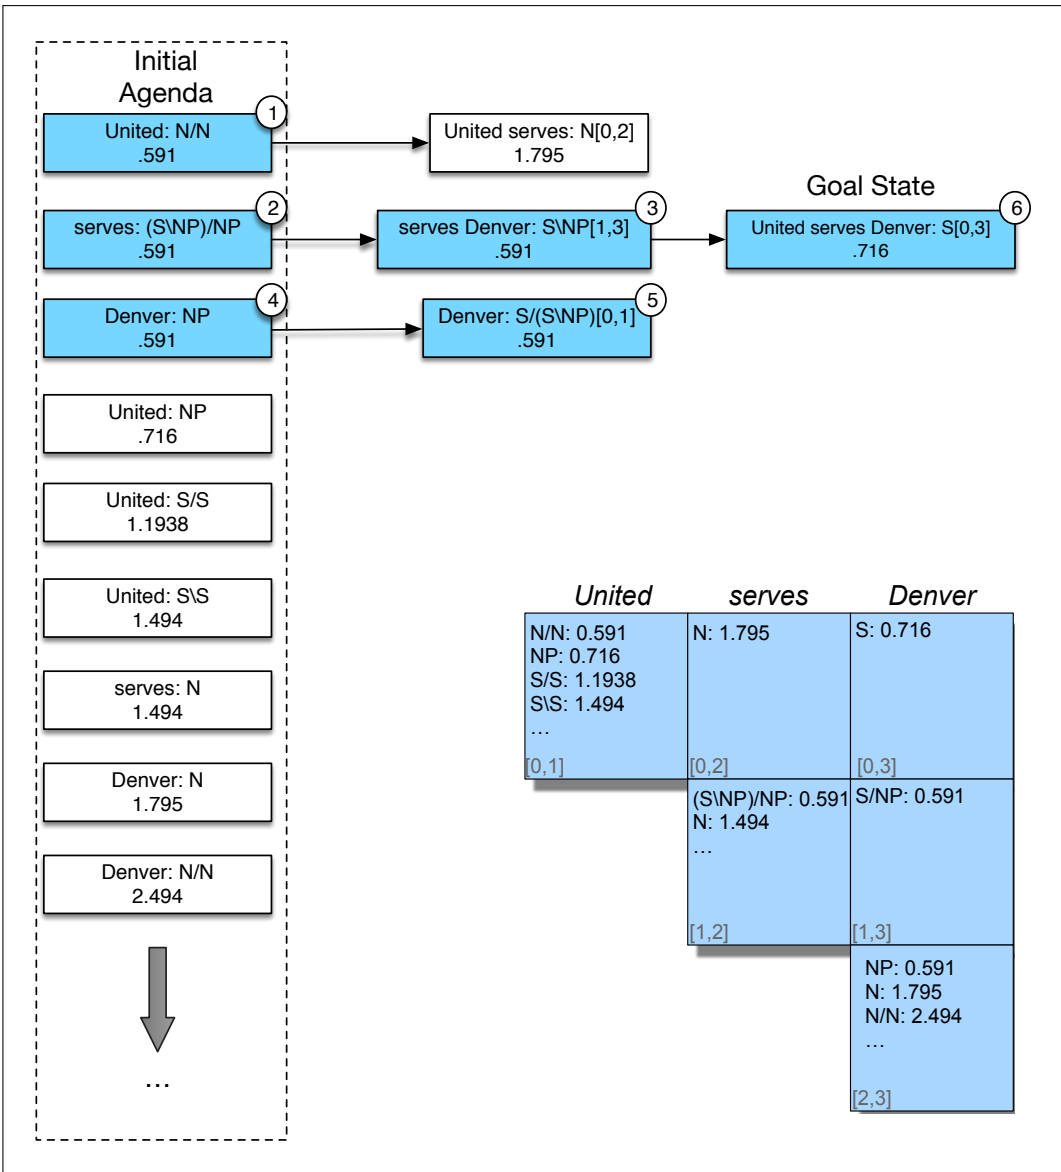 Initial
Agenda
1
United: N/N
.591
United serves: N[0,2]
1.795
Goal State
2
serves: (S\NP)/NP
.591
3
serves Denver: S\NP[1,3]
.591
6
United serves Denver: S[0,3]
.716
4
Denver: NP
.591
5
Denver: S/(S\NP)[0,1]
.591
United: NP
.716
United: S/S
1.1938
United: S\S
1.494
serves: N
1.494
Denver: N
1.795
Denver: N/N
2.494
...
United serves Denver
N/N: 0.591
NP: 0.716
S/S: 1.1938
S\S: 1.494
…
[0,1]
N: 1.795
[0,2]
S: 0.716
[0,3]
(S\NP)/NP: 0.591
N: 1.494
…
[1,2]
S/NP: 0.591
[1,3]
NP: 0.591
N: 1.795
N/N: 2.494
…
[2,3]